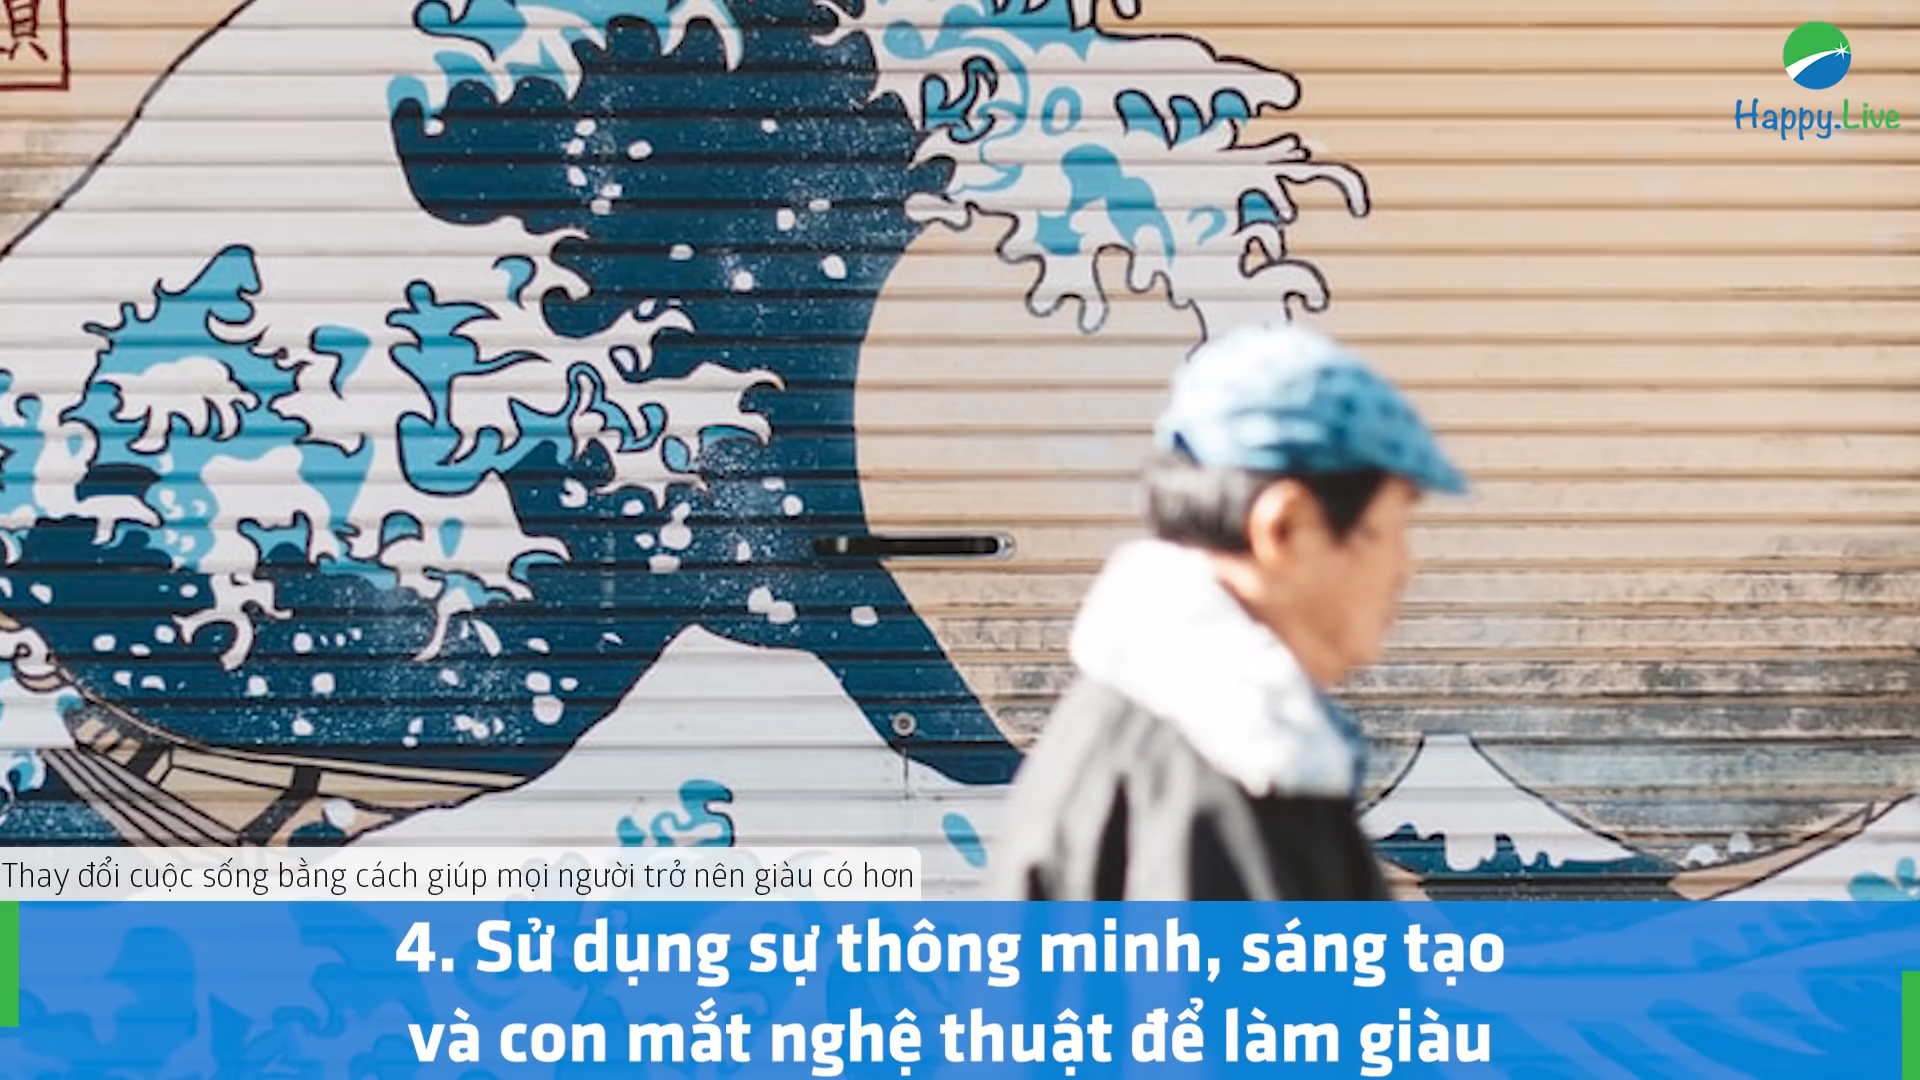 Happy.Live
Thay đổi cuộc sống bằng cách giúp mọi người trở nên giàu có hơn
4. Sử dụng sự thông minh, sáng tạo
và con mắt nghệ thuật để làm giàu